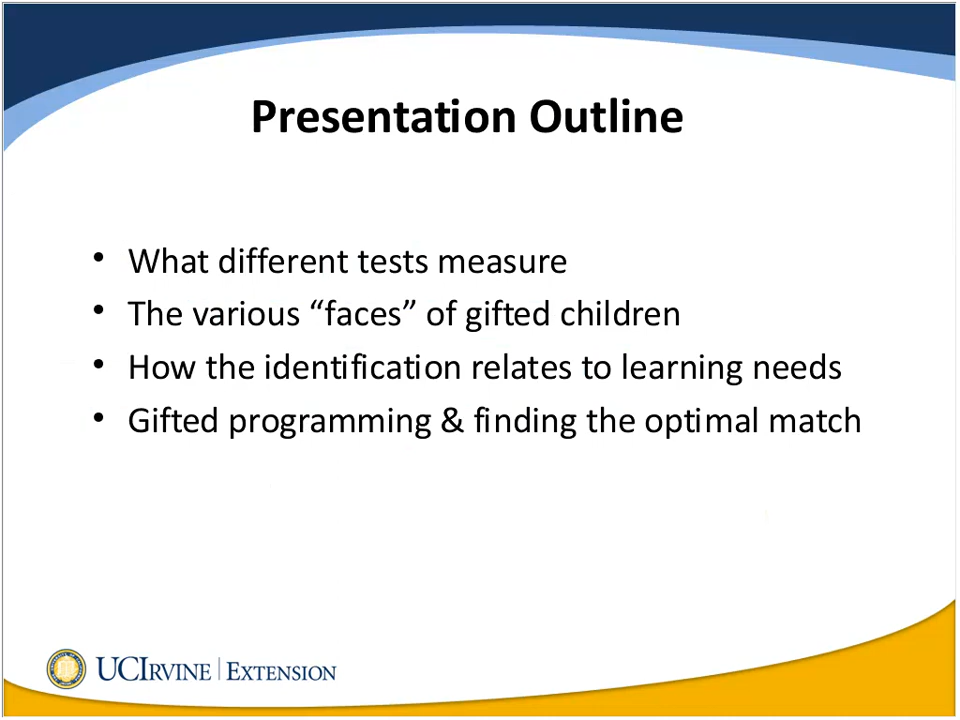 Presentation Outline
• What different tests measure
• The various “faces” of gifted children
• How the identification relates to learning needs
• Gifted programming & finding the optimal match
UCIRVINE | EXTENSION